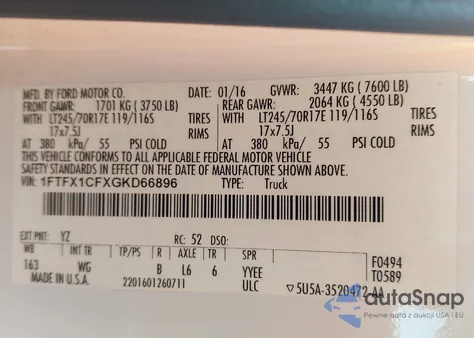 MFD. BY FORD MOTOR CO. DATE: 01/16 GVWR: 3447 KG (7600 LB)
FRONT GAWR: 1701 KG (3750 LB) REAR GAWR: 2064 KG (4550 LB)
WITH LT245/70R17E 119/116S TIRES WITH LT245/70R17E 119/116S TIRES
17x7.5J RIMS 17x7.5J RIMS
AT 380 kPa/ 55 PSI COLD AT 380 kPa/ 55 PSI COLD
THIS VEHICLE CONFORMS TO ALL APPLICABLE FEDERAL MOTOR VEHICLE
SAFETY STANDARDS IN EFFECT ON THE DATE OF MANUFACTURE SHOWN ABOVE.
VIN: 1FTFX1CFXGKD66896 TYPE: Truck
EXT PNT: YZ RC: 52 DSO:
WB INT TR TP/PS R AXLE TR SPR F0494
163 WG B L6 6 YYEE T0589
MADE IN U.S.A. 2201601260711 ULC ▽5U5A-3520472-AA
autoSnap
Pewne auta z aukcji USA i EU